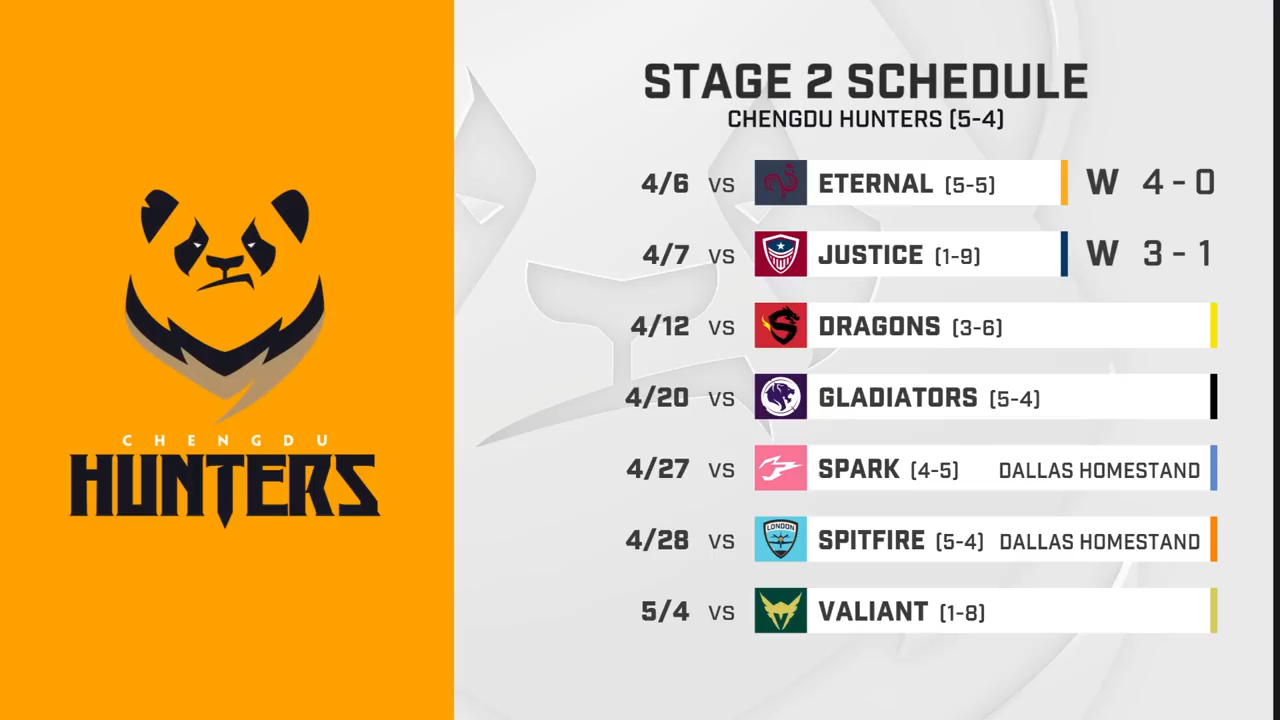 CHENGDU
HUNTERS
STAGE 2 SCHEDULE
CHENGDU HUNTERS (5-4)
4/6 VS ETERNAL (5-5) W 4 - 0
4/7 VS JUSTICE (1-9) W 3 - 1
4/12 VS DRAGONS (3-6)
4/20 VS GLADIATORS (5-4)
4/27 VS SPARK (4-5) DALLAS HOMESTAND
4/28 VS LONDON SPITFIRE (5-4) DALLAS HOMESTAND
5/4 VS VALIANT (1-8)